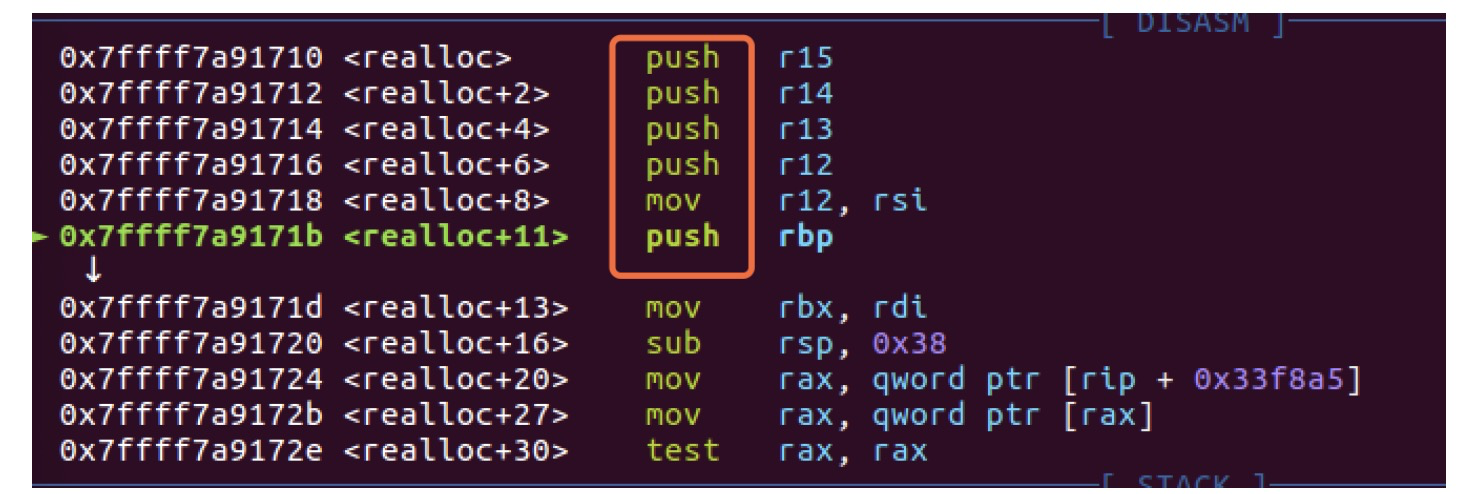 [ DISASM ]
0x7ffff7a91710 <realloc> push r15
0x7ffff7a91712 <realloc+2> push r14
0x7ffff7a91714 <realloc+4> push r13
0x7ffff7a91716 <realloc+6> push r12
0x7ffff7a91718 <realloc+8> mov r12, rsi
► 0x7ffff7a9171b <realloc+11> push rbp
↓
0x7ffff7a9171d <realloc+13> mov rbx, rdi
0x7ffff7a91720 <realloc+16> sub rsp, 0x38
0x7ffff7a91724 <realloc+20> mov rax, qword ptr [rip + 0x33f8a5]
0x7ffff7a9172b <realloc+27> mov rax, qword ptr [rax]
0x7ffff7a9172e <realloc+30> test rax, rax
[ STACK ]